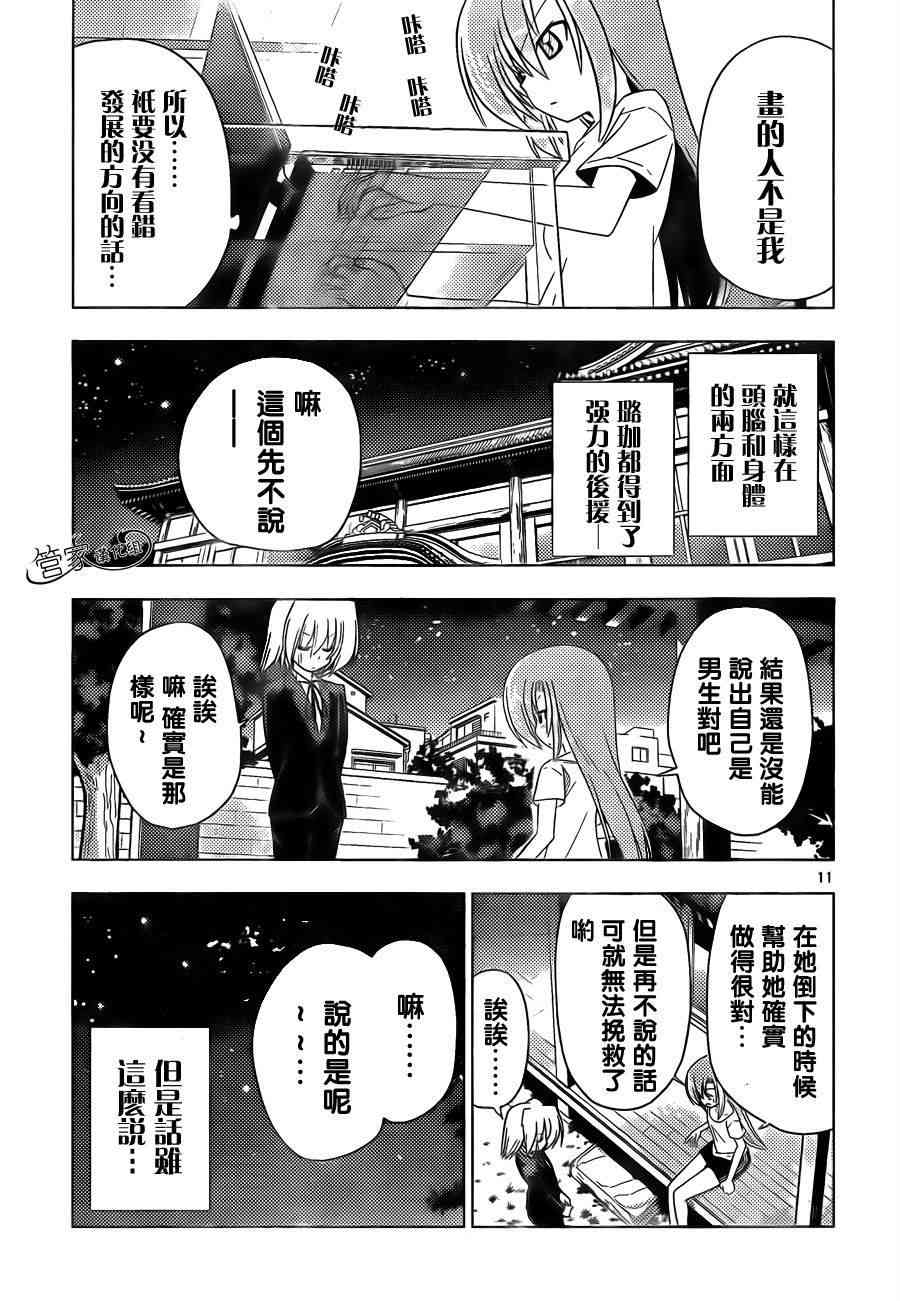 畫的人不是我
咔嗒
咔嗒
咔嗒
咔嗒
所以……
祇要没有看錯
發展的方向的話…
就這樣在
頭腦和身體
的兩方面
璐珈都得到了
强力的後援——
嘛
這個先不說
——
管家
結果還是沒能
說出自己是
男生對吧
誒誒
嘛 確實是那
樣呢~
11
在她倒下的時候
幫助她確實
做得很對…
但是再不說的話
可就無法挽救了
喲
誒誒……
嘛……
說的是呢
~~……
但是話雖
這麼説…